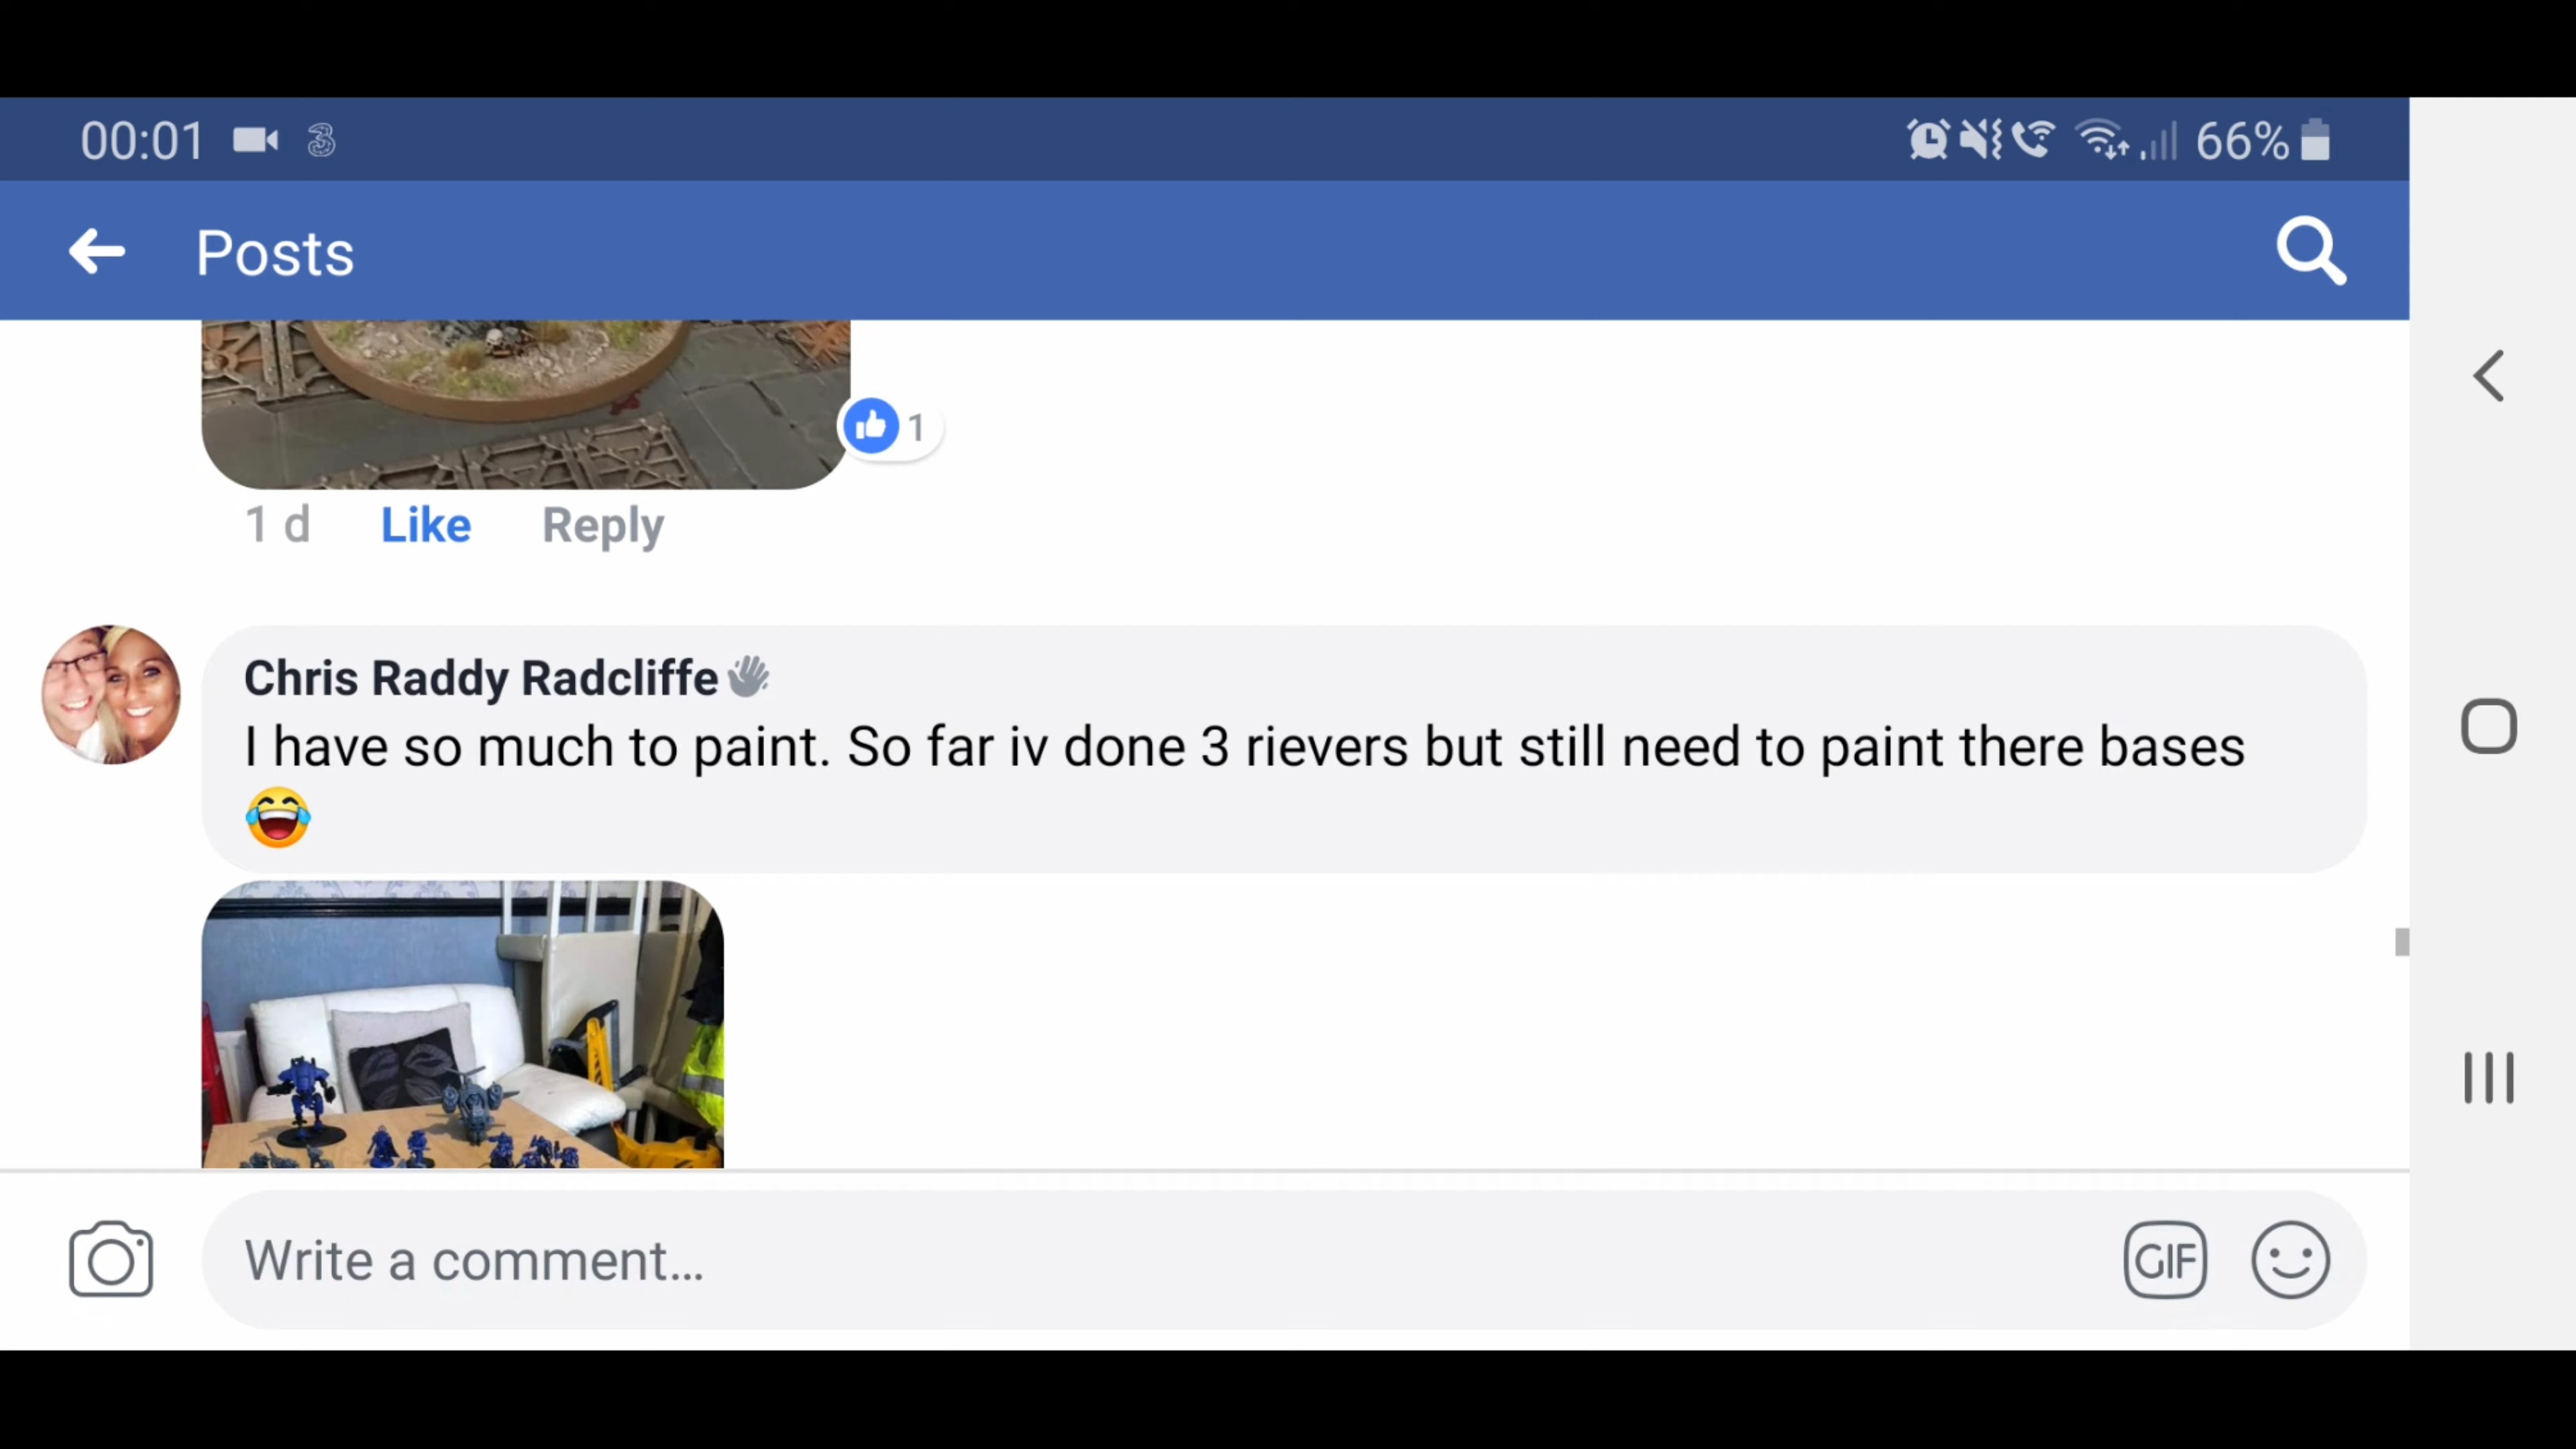 00:01 3 66%
Posts
1
1 d Like Reply
Chris Raddy Radcliffe
I have so much to paint. So far iv done 3 rievers but still need to paint there bases
😂
Write a comment... GIF